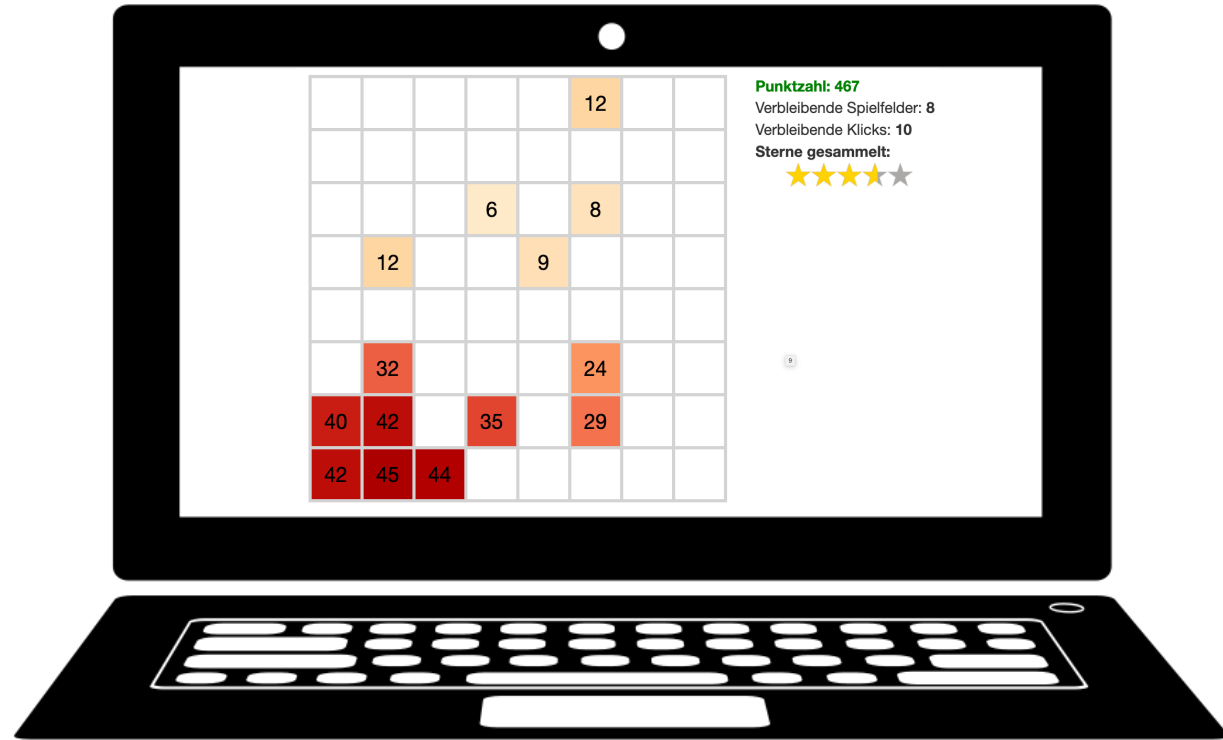 12
6 8
12 9
32 24
40 42 35 29
42 45 44
Punktzahl: 467
Verbleibende Spielfelder: 8
Verbleibende Klicks: 10
Sterne gesammelt:
9